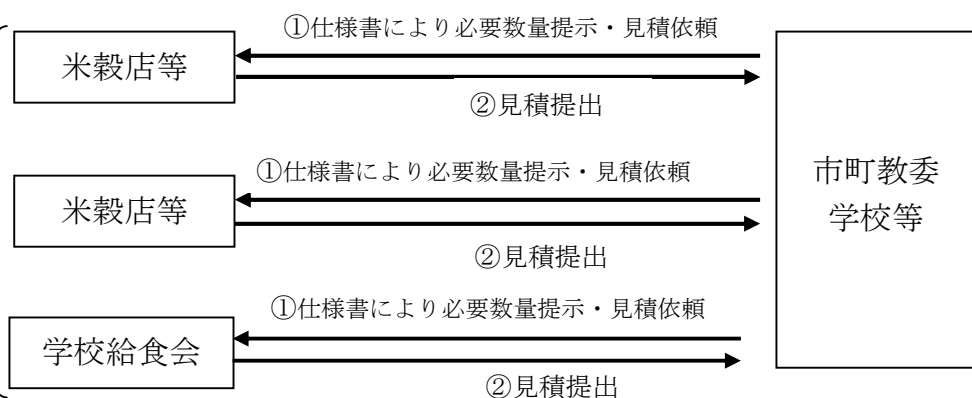 ①仕様書により必要数量提示・見積依頼
米穀店等
②見積提出
①仕様書により必要数量提示・見積依頼
米穀店等
②見積提出
市町教委
学校等
①仕様書により必要数量提示・見積依頼
学校給食会
②見積提出